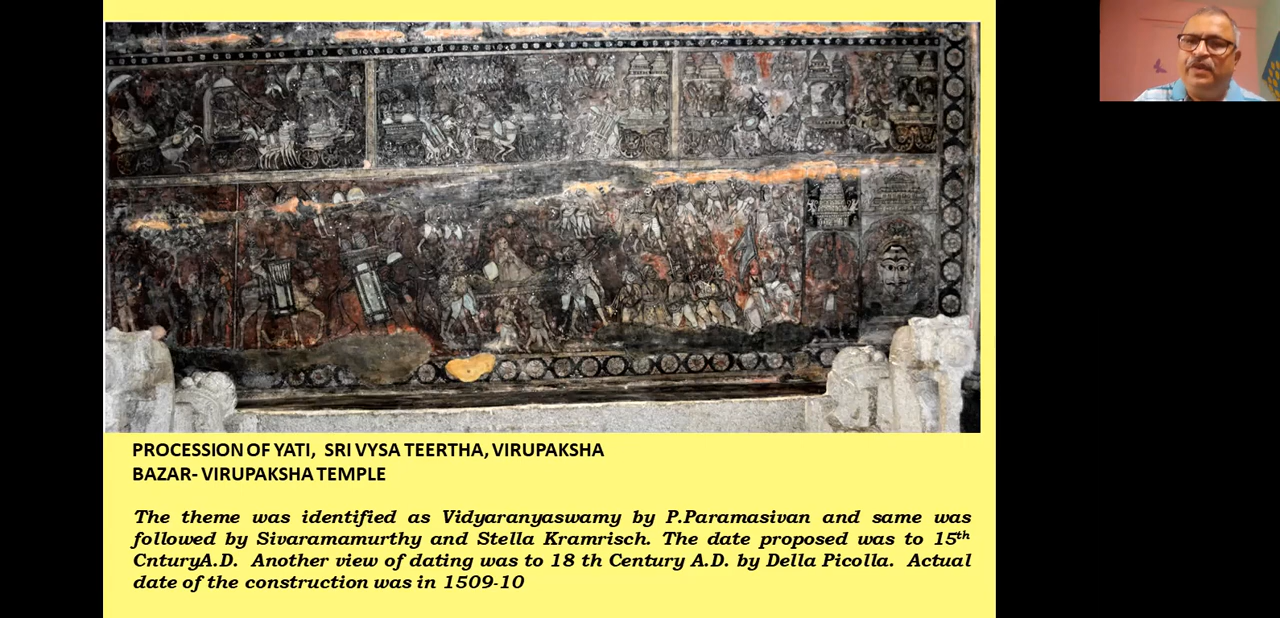 PROCESSION OF YATI, SRI VYSA TEERTHA, VIRUPAKSHA
BAZAR- VIRUPAKSHA TEMPLE
The theme was identified as Vidyaranyaswamy by P.Paramasivan and same was
followed by Sivaramamurthy and Stella Kramrisch. The date proposed was to 15th
CnturyA.D. Another view of dating was to 18 th Century A.D. by Della Picolla. Actual
date of the construction was in 1509-10